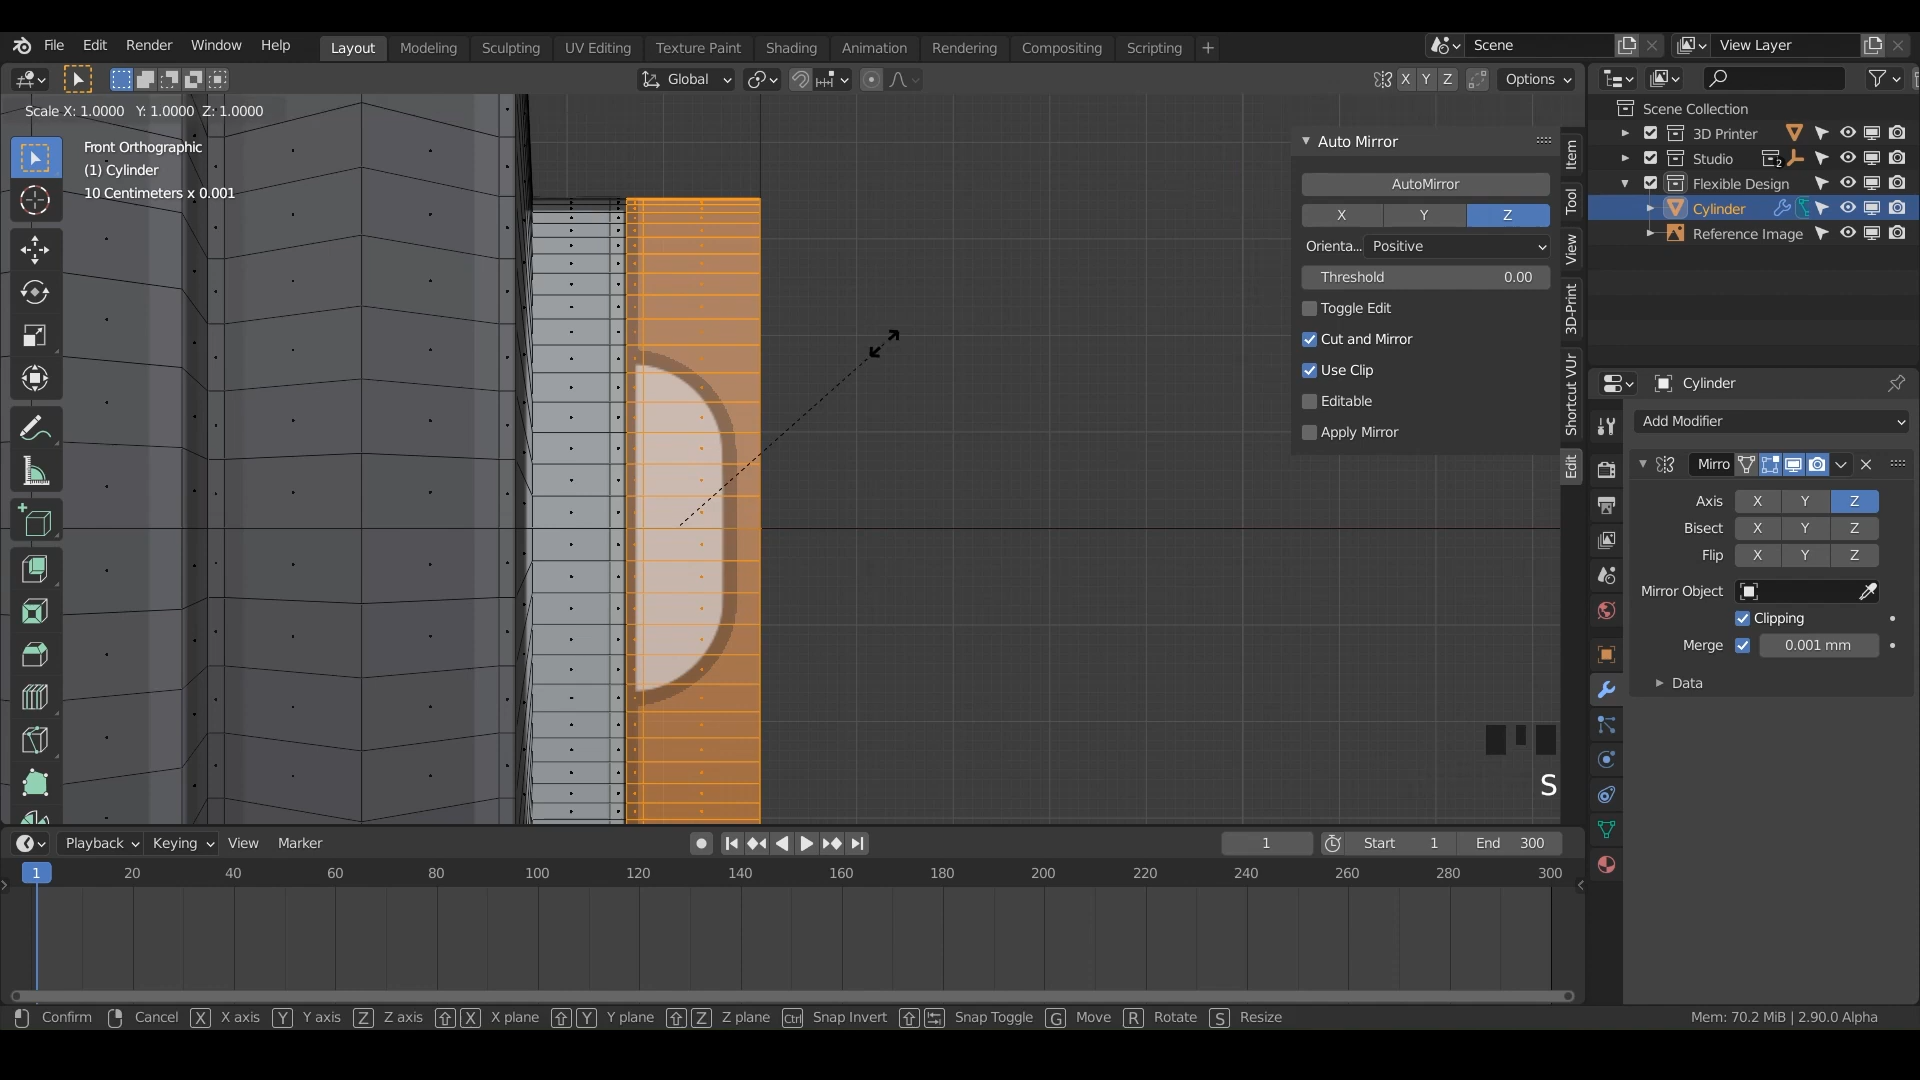 File Edit Render Window Help Layout Modeling Sculpting UV Editing Texture Paint Shading Animation Rendering Compositing Scripting + Scene View Layer
Global X Y Z Options
Scale X: 1.0000 Y: 1.0000 Z: 1.0000
Front Orthographic
(1) Cylinder
10 Centimeters x 0.001
Auto Mirror
AutoMirror
X Y Z
Orienta... Positive
Threshold 0.00
Toggle Edit
Cut and Mirror
Use Clip
Editable
Apply Mirror
Item
Tool
View
3D-Print
Shortcut VUr
Edit
S
Scene Collection
3D Printer
Studio 2
Flexible Design
Cylinder
Reference Image
Cylinder
Add Modifier
Mirro
Axis X Y Z
Bisect X Y Z
Flip X Y Z
Mirror Object
Clipping
Merge 0.001 mm
Data
Playback Keying View Marker 1 Start 1 End 300
1 20 40 60 80 100 120 140 160 180 200 220 240 260 280 300
Confirm Cancel X X axis Y Y axis Z Z axis X X plane Y Y plane Z Z plane Ctrl Snap Invert Snap Toggle G Move R Rotate S Resize Mem: 70.2 MiB | 2.90.0 Alpha